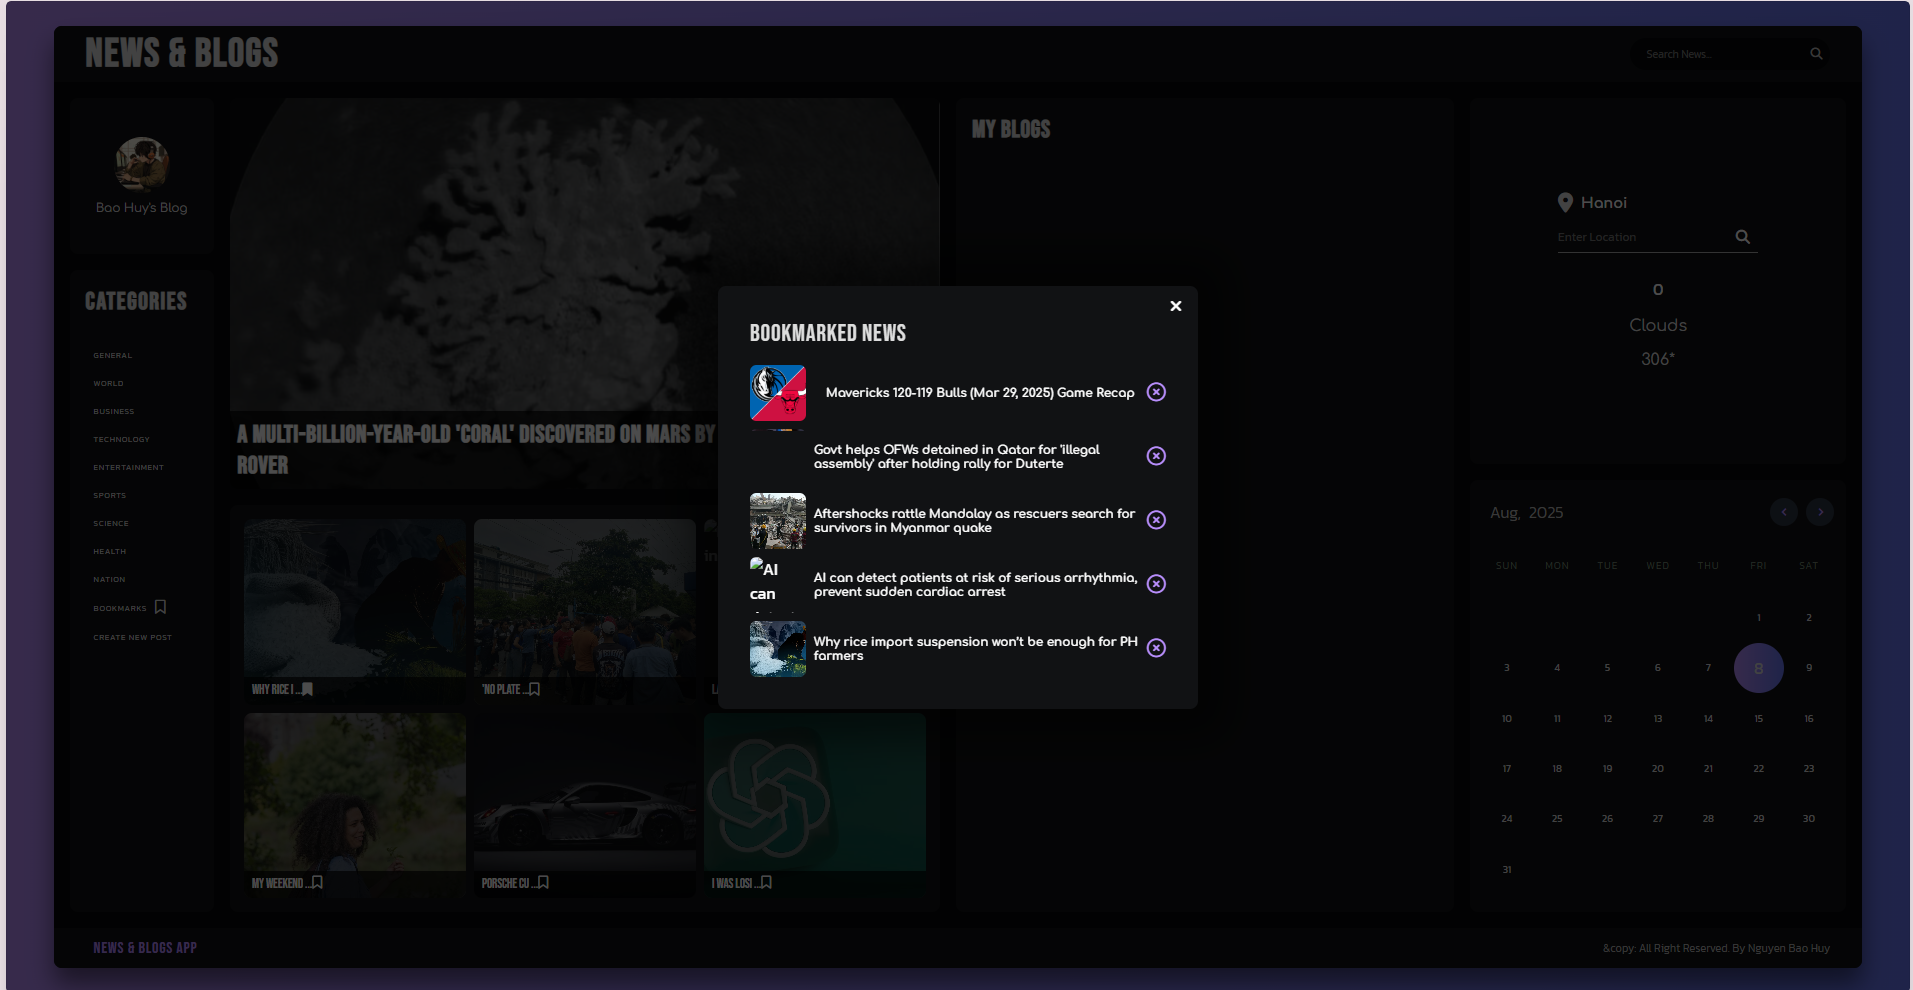 NEWS & BLOGS
Search News...
Bao Huy's Blog
CATEGORIES
GENERAL
WORLD
BUSINESS
TECHNOLOGY
ENTERTAINMENT
SPORTS
SCIENCE
HEALTH
NATION
BOOKMARKS
CREATE NEW POST
A MULTI-BILLION-YEAR-OLD 'CORAL' DISCOVERED ON MARS BY
ROVER
WHY RICE I ...
'NO PLATE ...
MY WEEKEND ...
PORSCHE CU ...
I WAS LOSI ...
MY BLOGS
BOOKMARKED NEWS
Mavericks 120-119 Bulls (Mar 29, 2025) Game Recap
Govt helps OFWs detained in Qatar for 'illegal
assembly' after holding rally for Duterte
Aftershocks rattle Mandalay as rescuers search for
survivors in Myanmar quake
AI
can
AI can detect patients at risk of serious arrhythmia,
prevent sudden cardiac arrest
Why rice import suspension won't be enough for PH
farmers
Hanoi
Enter Location
0
Clouds
306°
Aug, 2025
SUN MON TUE WED THU FRI SAT
1 2
3 4 5 6 7 8 9
10 11 12 13 14 15 16
17 18 19 20 21 22 23
24 25 26 27 28 29 30
31
NEWS & BLOGS APP
&copy: All Right Reserved. By Nguyen Bao Huy